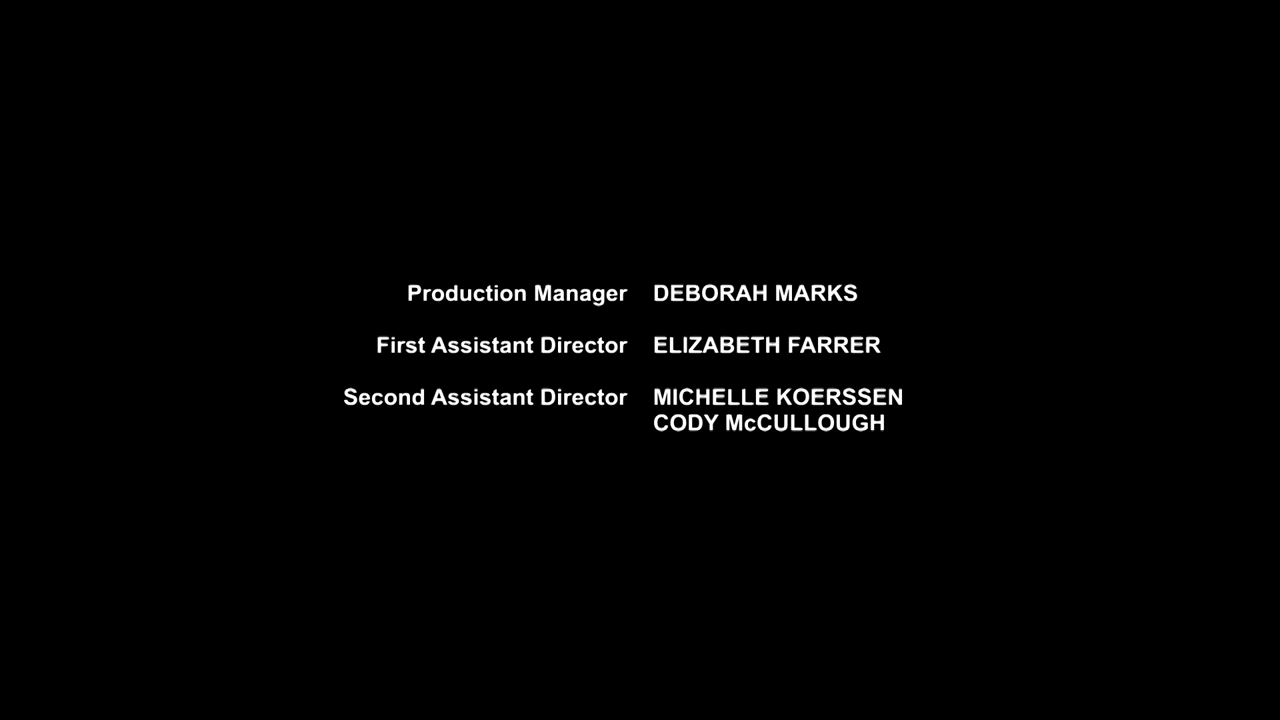 Production Manager DEBORAH MARKS
First Assistant Director ELIZABETH FARRER
Second Assistant Director MICHELLE KOERSSEN
CODY McCULLOUGH